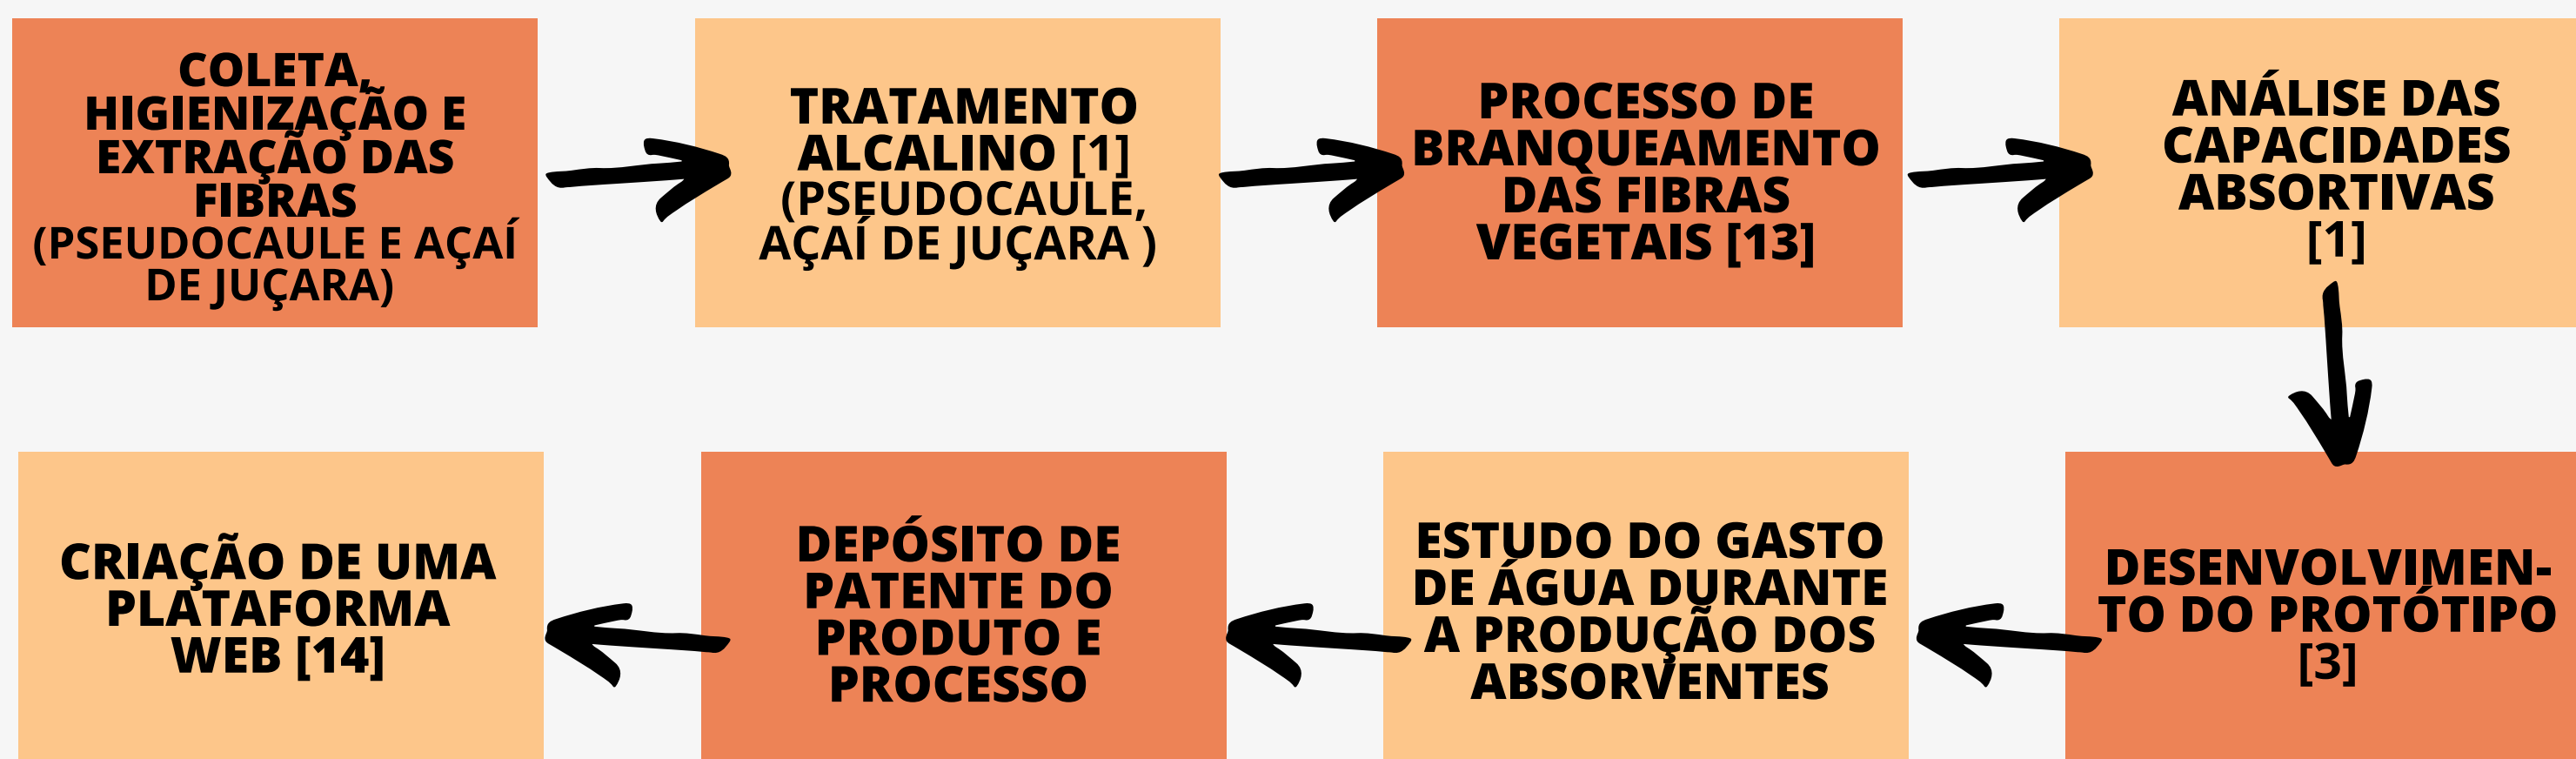 COLETA,
HIGIENIZAÇÃO E
EXTRAÇÃO DAS
FIBRAS
(PSEUDOCAULE E AÇAÍ
DE JUÇARA)
TRATAMENTO
ALCALINO [1]
(PSEUDOCAULE,
AÇAÍ DE JUÇARA )
PROCESSO DE
BRANQUEAMENTO
DAS FIBRAS
VEGETAIS [13]
ANÁLISE DAS
CAPACIDADES
ABSORTIVAS
[1]
DESENVOLVIMEN-
TO DO PROTÓTIPO
[3]
ESTUDO DO GASTO
DE ÁGUA DURANTE
A PRODUÇÃO DOS
ABSORVENTES
DEPÓSITO DE
PATENTE DO
PRODUTO E
PROCESSO
CRIAÇÃO DE UMA
PLATAFORMA
WEB [14]